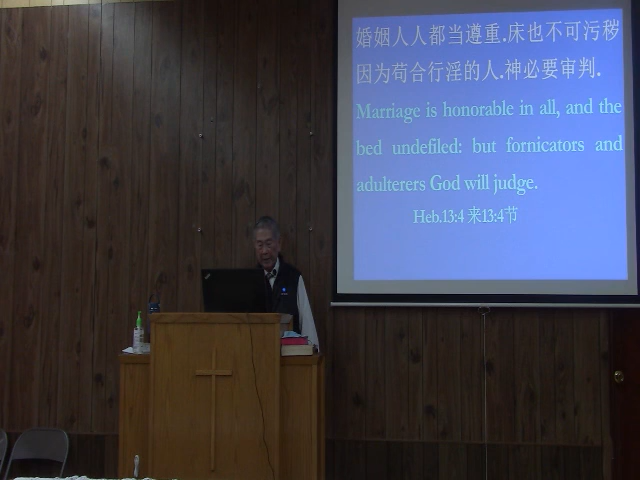 婚姻人人都当遵重.床也不可污秽
因为苟合行淫的人.神必要审判.
Marriage is honorable in all, and the
bed undefiled: but fornicators and
adulterers God will judge.
Heb.13:4 来13:4节